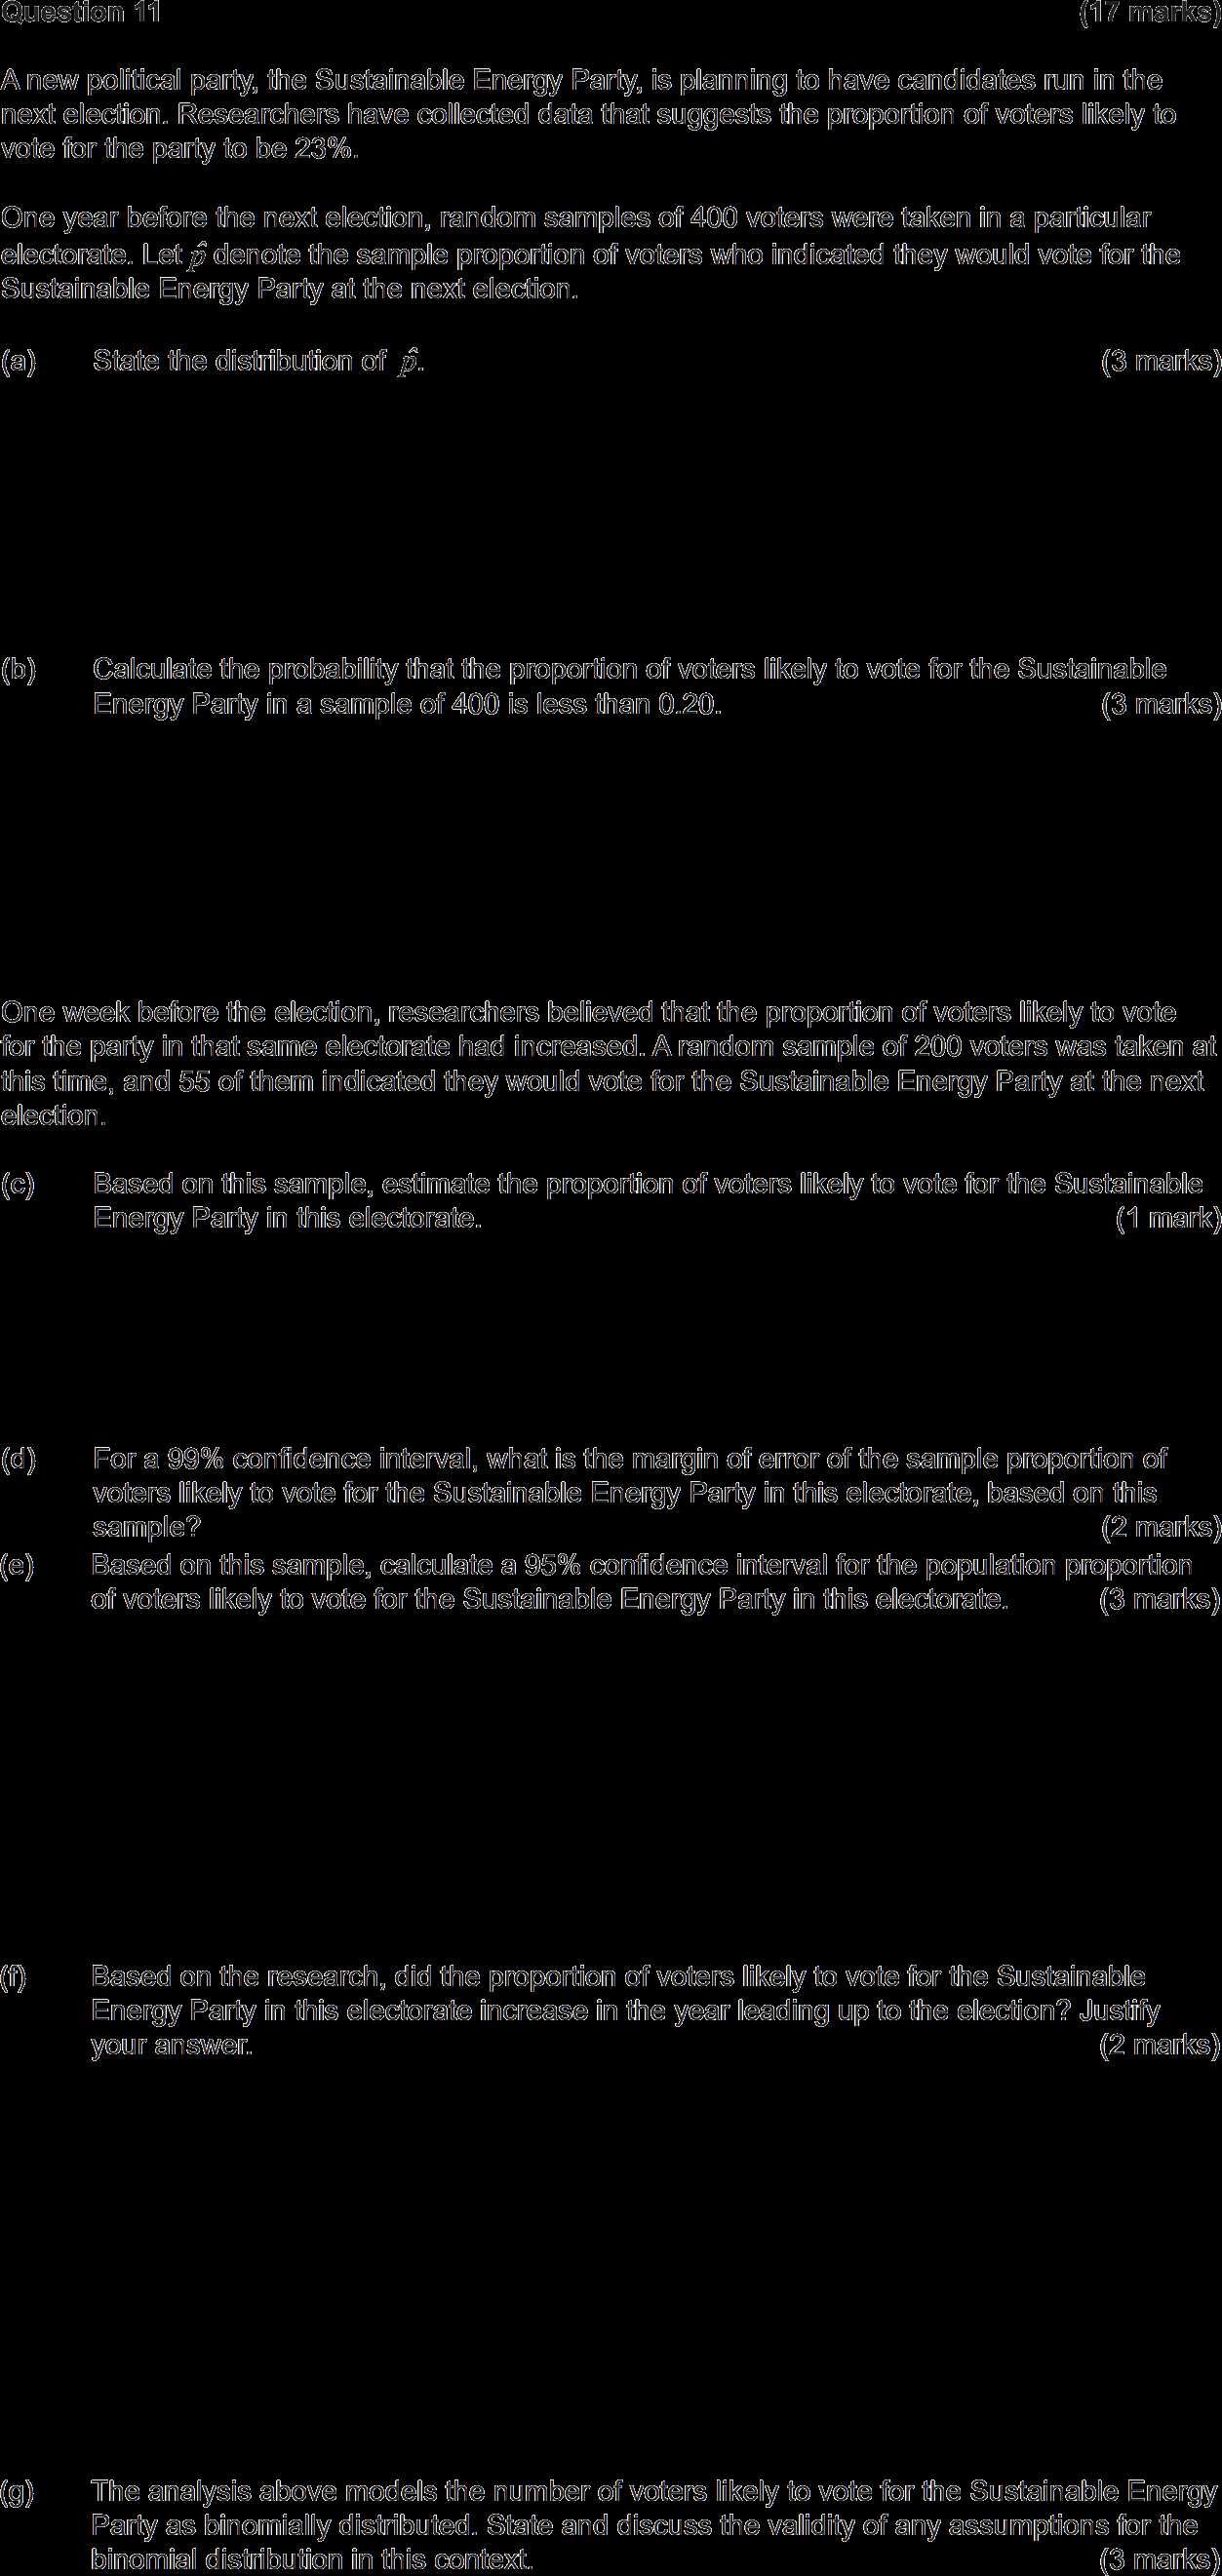 Question 11 (17 marks)
A new political party, the Sustainable Energy Party, is planning to have candidates run in the
next election. Researchers have collected data that suggests the proportion of voters likely to
vote for the party to be 23%.
One year before the next election, random samples of 400 voters were taken in a particular
electorate. Let p̂ denote the sample proportion of voters who indicated they would vote for the
Sustainable Energy Party at the next election.
(a) State the distribution of p̂. (3 marks)
(b) Calculate the probability that the proportion of voters likely to vote for the Sustainable
Energy Party in a sample of 400 is less than 0.20. (3 marks)
One week before the election, researchers believed that the proportion of voters likely to vote
for the party in that same electorate had increased. A random sample of 200 voters was taken at
this time, and 55 of them indicated they would vote for the Sustainable Energy Party at the next
election.
(c) Based on this sample, estimate the proportion of voters likely to vote for the Sustainable
Energy Party in this electorate. (1 mark)
(d) For a 99% confidence interval, what is the margin of error of the sample proportion of
voters likely to vote for the Sustainable Energy Party in this electorate, based on this
sample? (2 marks)
(e) Based on this sample, calculate a 95% confidence interval for the population proportion
of voters likely to vote for the Sustainable Energy Party in this electorate. (3 marks)
(f) Based on the research, did the proportion of voters likely to vote for the Sustainable
Energy Party in this electorate increase in the year leading up to the election? Justify
your answer. (2 marks)
(g) The analysis above models the number of voters likely to vote for the Sustainable Energy
Party as binomially distributed. State and discuss the validity of any assumptions for the
binomial distribution in this context. (3 marks)